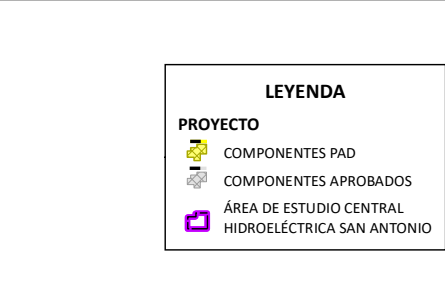 LEYENDA
PROYECTO
COMPONENTES PAD
COMPONENTES APROBADOS
ÁREA DE ESTUDIO CENTRAL
HIDROELÉCTRICA SAN ANTONIO